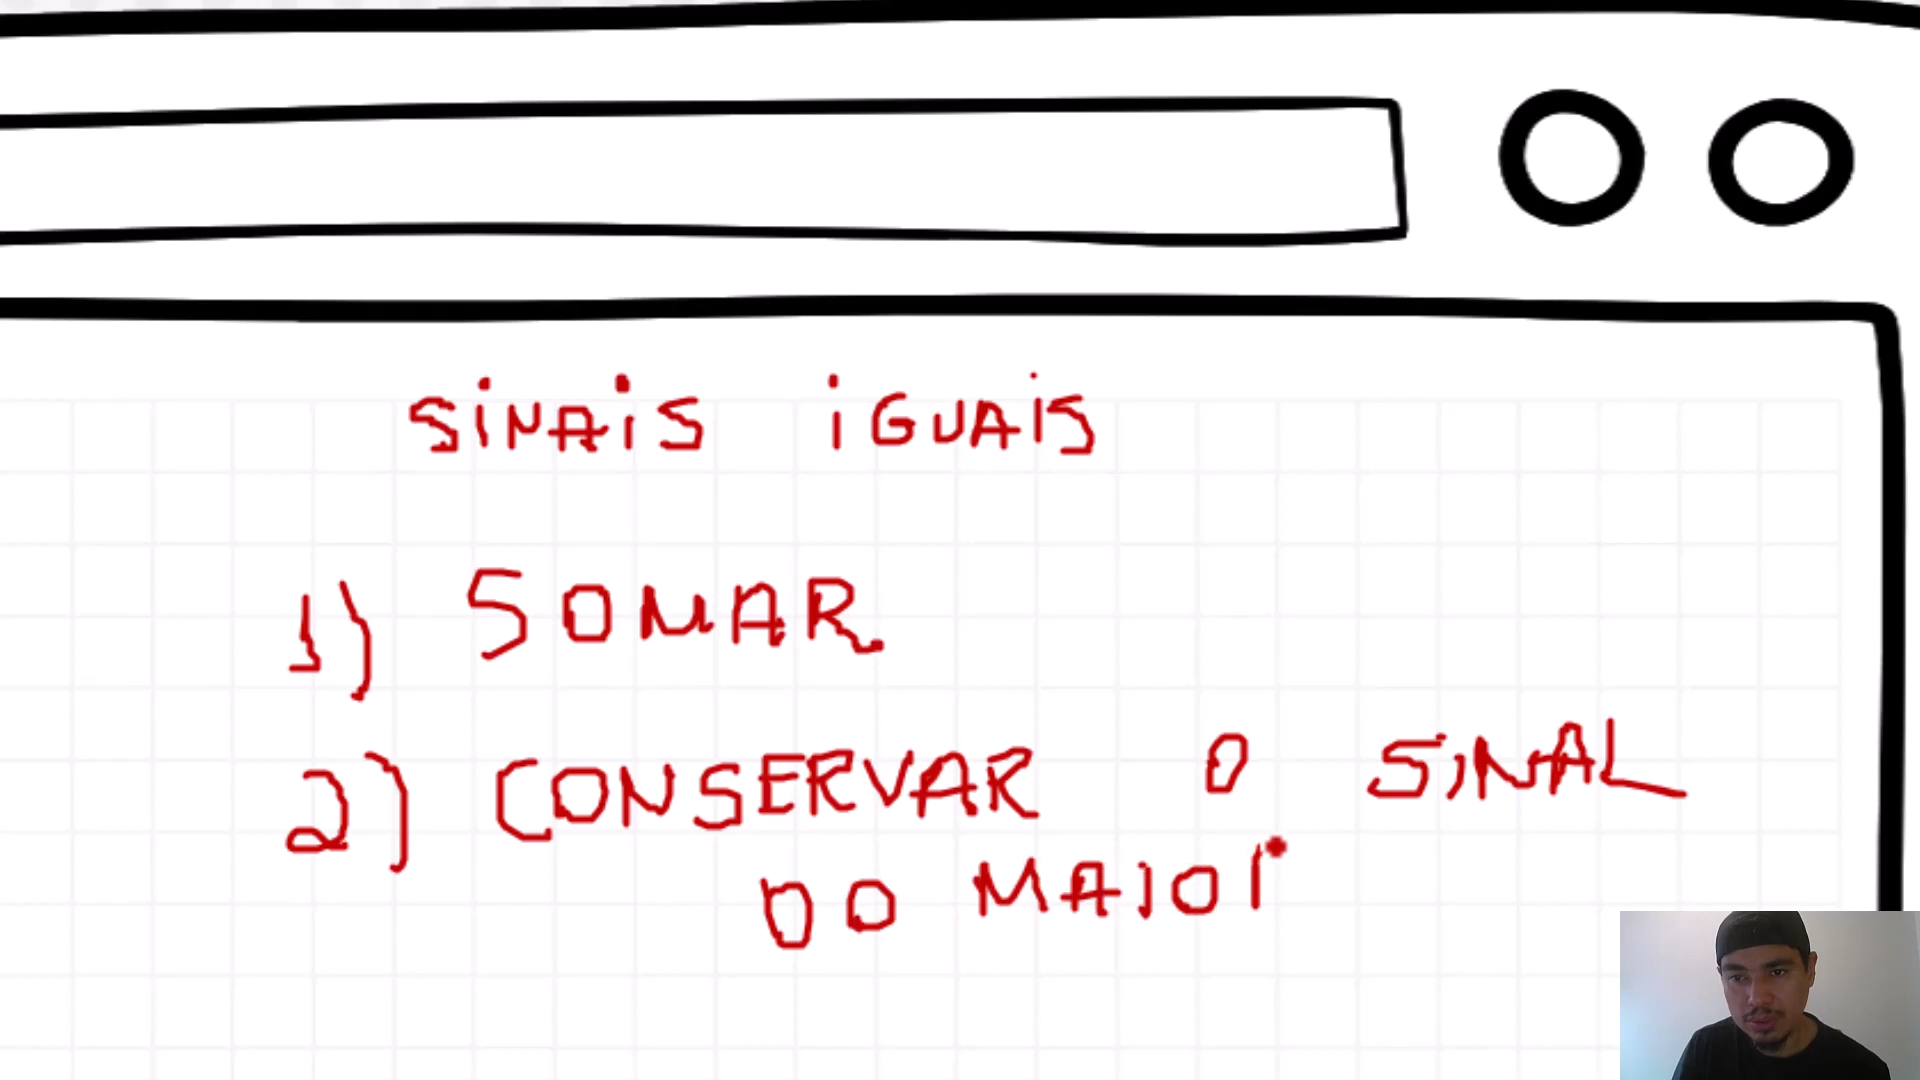 SiNAiS iGUAiS
1) SOMAR
2) CONSERVAR O SiNAL
DO MAIOR